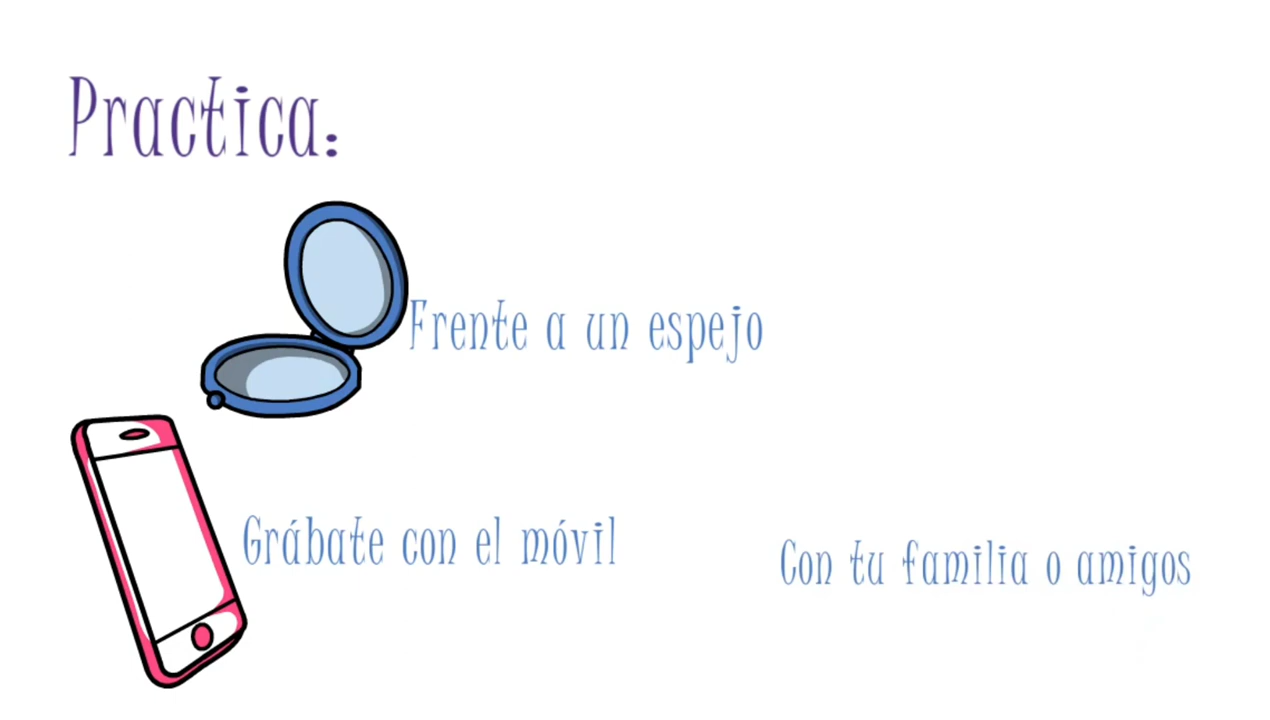 Practica:
Frente a un espejo
Grábate con el móvil
Con tu familia o amigos